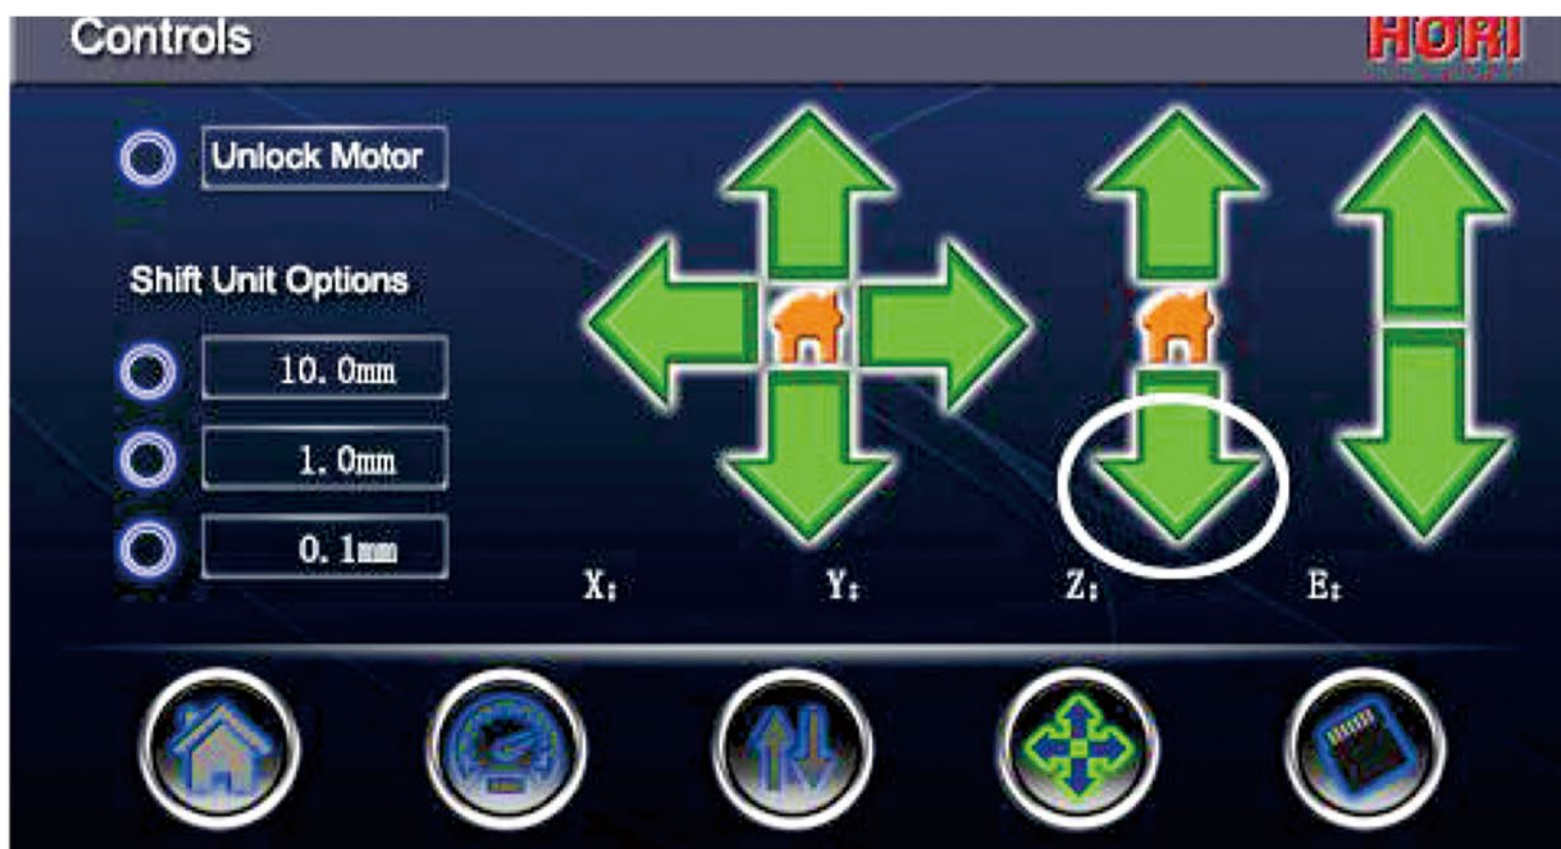 Controls
HORI
Unlock Motor
Shift Unit Options
10.0mm
1.0mm
0.1mm
X: Y: Z: E: